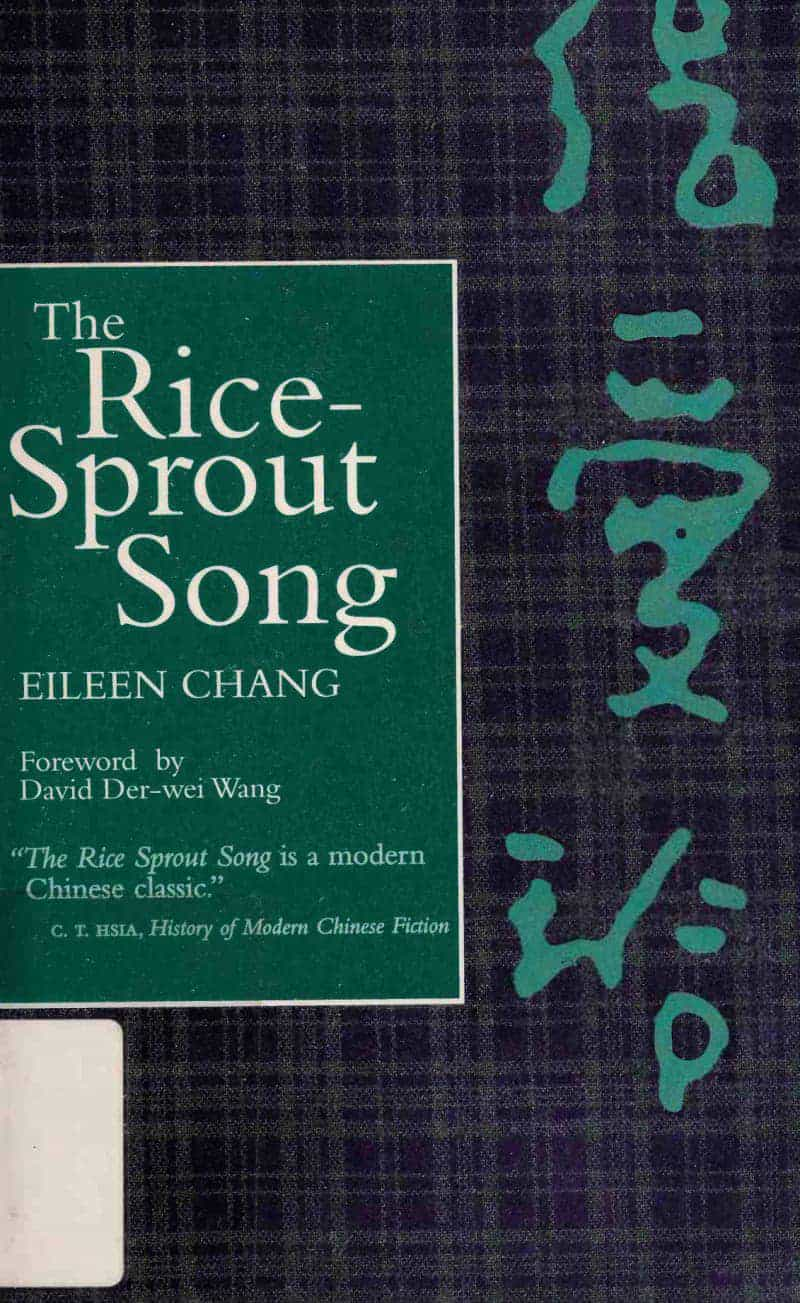 The
Rice-
Sprout
Song
EILEEN CHANG
Foreword by
David Der-wei Wang
“The Rice Sprout Song is a modern
Chinese classic.”
C. T. HSIA, History of Modern Chinese Fiction